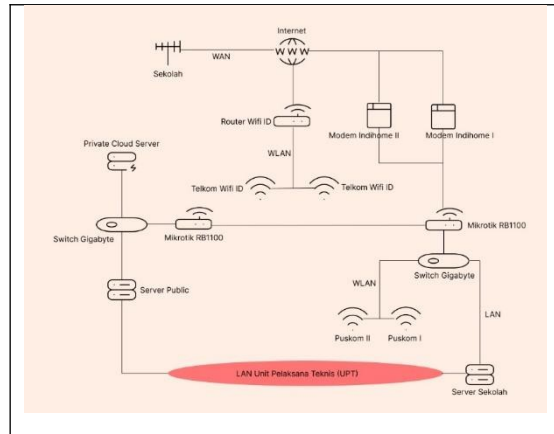 Internet
WAN
W W W
Sekolah
Router Wifi ID
Modem Indihome II
Modem Indihome I
Private Cloud Server
WLAN
Telkom Wifi ID
Telkom Wifi ID
Switch Gigabyte
Mikrotik RB1100
Mikrotik RB1100
Switch Gigabyte
WLAN
Server Public
LAN
Puskom II
Puskom I
LAN Unit Pelaksana Teknis (UPT)
Server Sekolah